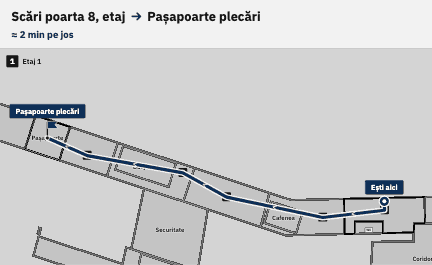 Scări poarta 8, etaj → Pașapoarte plecări
≈ 2 min pe jos
1 Etaj 1
Pașapoarte plecări
Ești aici
Cafenea
Securitate
Coridor